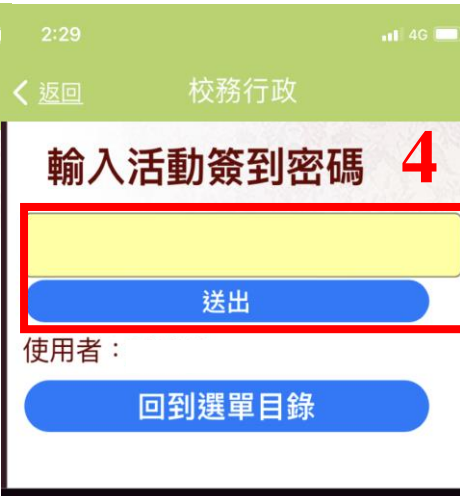 2:29 4G
返回 校務行政
輸入活動簽到密碼 4
送出
使用者：
回到選單目錄